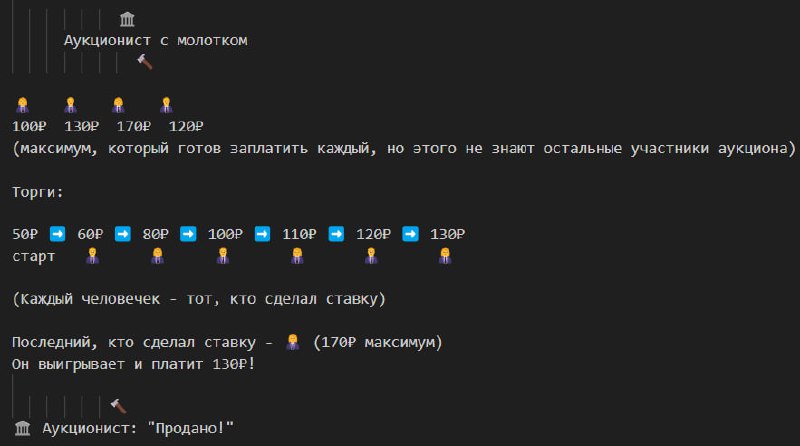 Аукционист с молотком
100₽ 130₽ 170₽ 120₽
(максимум, который готов заплатить каждый, но этого не знают остальные участники аукциона)
Торги:
50₽ ➡️ 60₽ ➡️ 80₽ ➡️ 100₽ ➡️ 110₽ ➡️ 120₽ ➡️ 130₽
старт
(Каждый человечек - тот, кто сделал ставку)
Последний, кто сделал ставку - (170₽ максимум)
Он выигрывает и платит 130₽!
Аукционист: "Продано!"